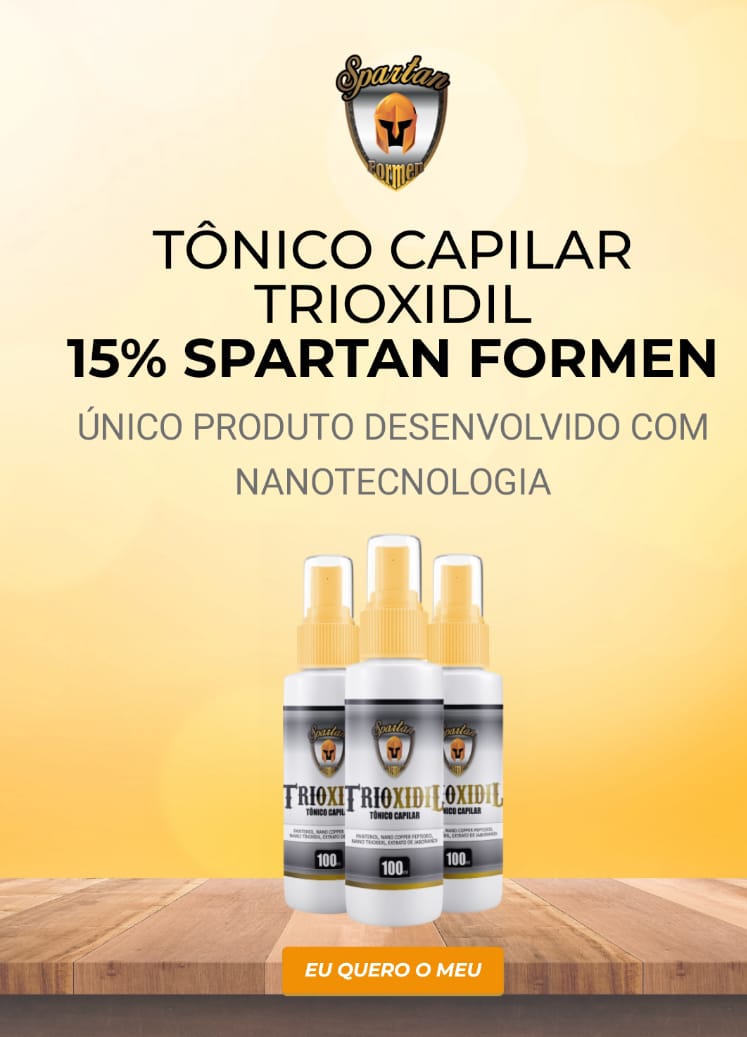 Spartan
Formen
TÔNICO CAPILAR
TRIOXIDIL
15% SPARTAN FORMEN
ÚNICO PRODUTO DESENVOLVIDO COM
NANOTECNOLOGIA
Spartan
TRIOXIDIL
TÔNICO CAPILAR
100
EU QUERO O MEU